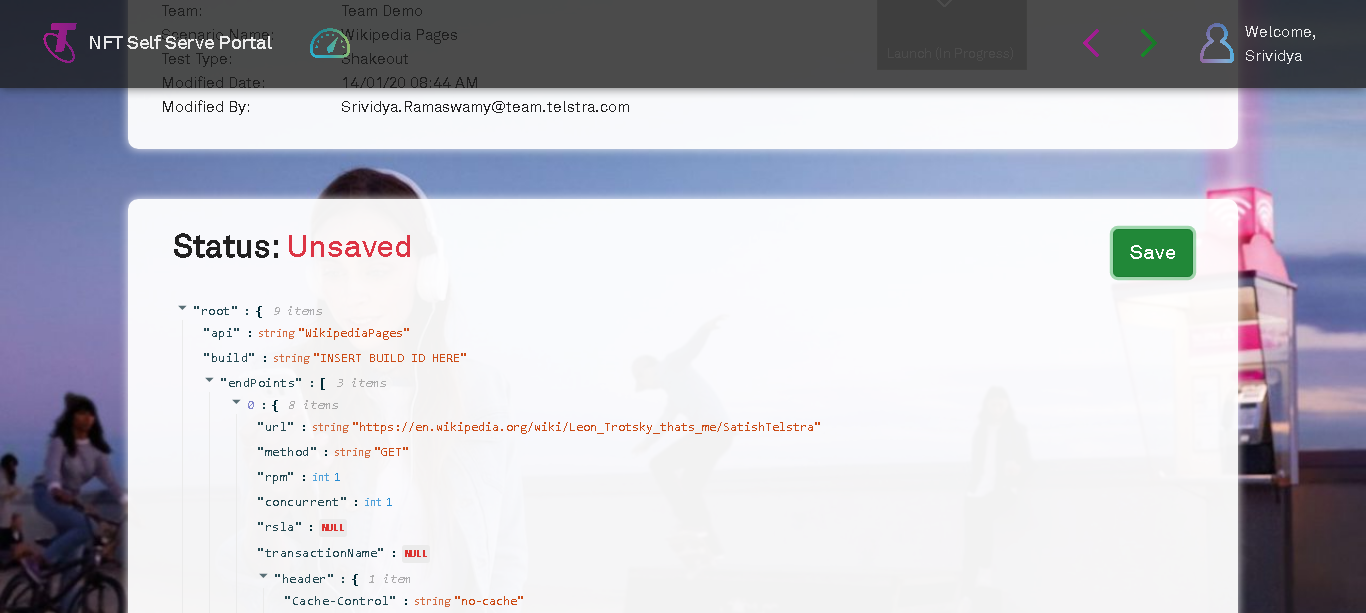 Team: Team Demo
Scenario Name: Wikipedia Pages
NFT Self Serve Portal
Test Type: Shakeout
Launch (In Progress)
Welcome,
Srividya
Modified Date: 14/01/20 08:44 AM
Modified By: Srividya.Ramaswamy@team.telstra.com
Status: Unsaved
Save
"root" : { 9 items
"api" : string "WikipediaPages"
"build" : string "INSERT BUILD ID HERE"
"endPoints" : [ 3 items
0 : { 8 items
"url" : string "https://en.wikipedia.org/wiki/Leon_Trotsky_thats_me/SatishTelstra"
"method" : string "GET"
"rpm" : int 1
"concurrent" : int 1
"rsla" : NULL
"transactionName" : NULL
"header" : { 1 item
"Cache-Control" : string "no-cache"